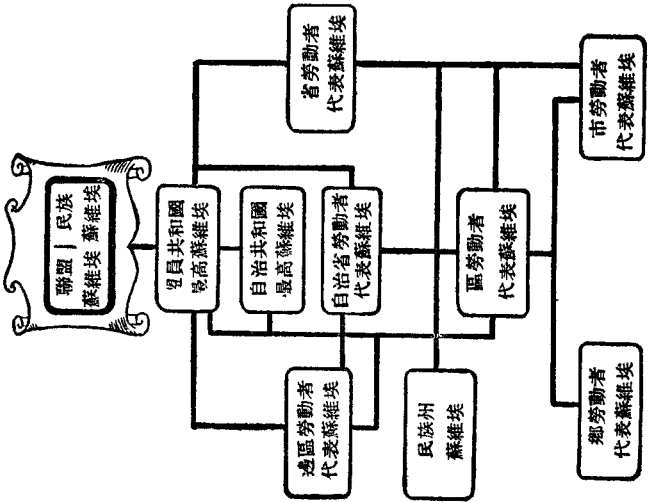 聯盟 | 民族
蘇維埃 蘇維埃
盟員共和國
最高蘇維埃
省勞動者
代表蘇維埃
自治共和國
最高蘇維埃
自治省勞動者
代表蘇維埃
邊區勞動者
代表蘇維埃
民族州
蘇維埃
區勞動者
代表蘇維埃
市勞動者
代表蘇維埃
鄉勞動者
代表蘇維埃